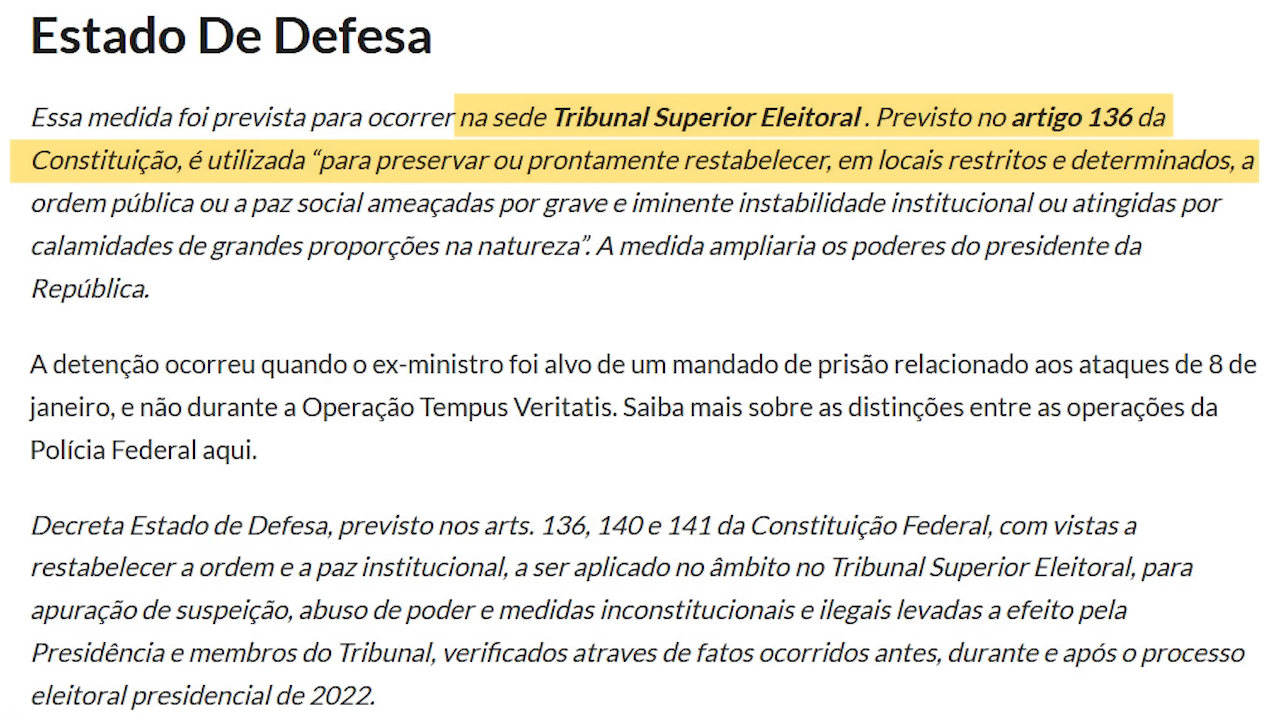 Estado De Defesa
Essa medida foi prevista para ocorrer na sede Tribunal Superior Eleitoral . Previsto no artigo 136 da
Constituição, é utilizada “para preservar ou prontamente restabelecer, em locais restritos e determinados, a
ordem pública ou a paz social ameaçadas por grave e iminente instabilidade institucional ou atingidas por
calamidades de grandes proporções na natureza”. A medida ampliaria os poderes do presidente da
República.
A detenção ocorreu quando o ex-ministro foi alvo de um mandado de prisão relacionado aos ataques de 8 de
janeiro, e não durante a Operação Tempus Veritatis. Saiba mais sobre as distinções entre as operações da
Polícia Federal aqui.
Decreta Estado de Defesa, previsto nos arts. 136, 140 e 141 da Constituição Federal, com vistas a
restabelecer a ordem e a paz institucional, a ser aplicado no âmbito no Tribunal Superior Eleitoral, para
apuração de suspeição, abuso de poder e medidas inconstitucionais e ilegais levadas a efeito pela
Presidência e membros do Tribunal, verificados atraves de fatos ocorridos antes, durante e após o processo
eleitoral presidencial de 2022.